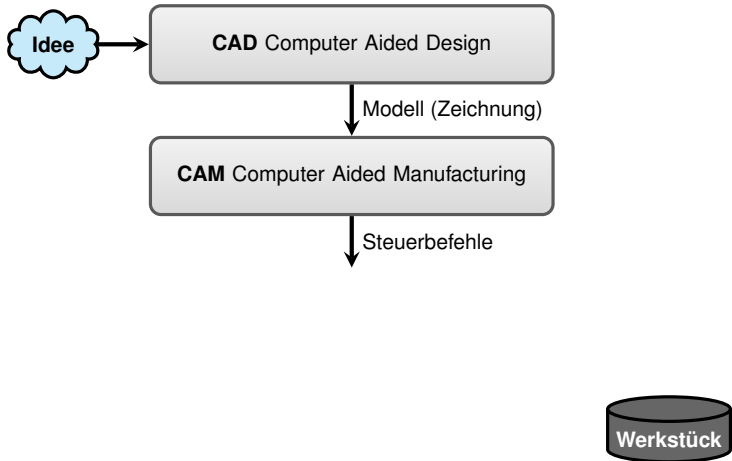 Idee
CAD Computer Aided Design
Modell (Zeichnung)
CAM Computer Aided Manufacturing
Steuerbefehle
Werkstück